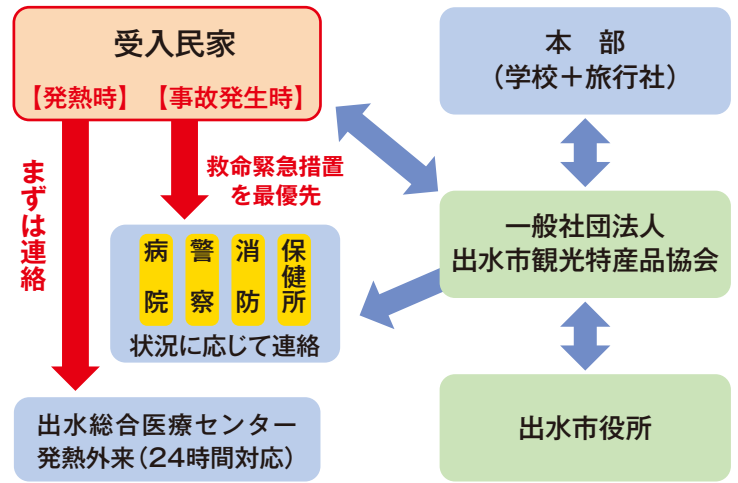 受入民家
【発熱時】 【事故発生時】
まずは連絡
救命緊急措置
を最優先
病院
警察
消防
保健所
状況に応じて連絡
出水総合医療センター
発熱外来(24時間対応)
本 部
(学校+旅行社)
一般社団法人
出水市観光特産品協会
出水市役所